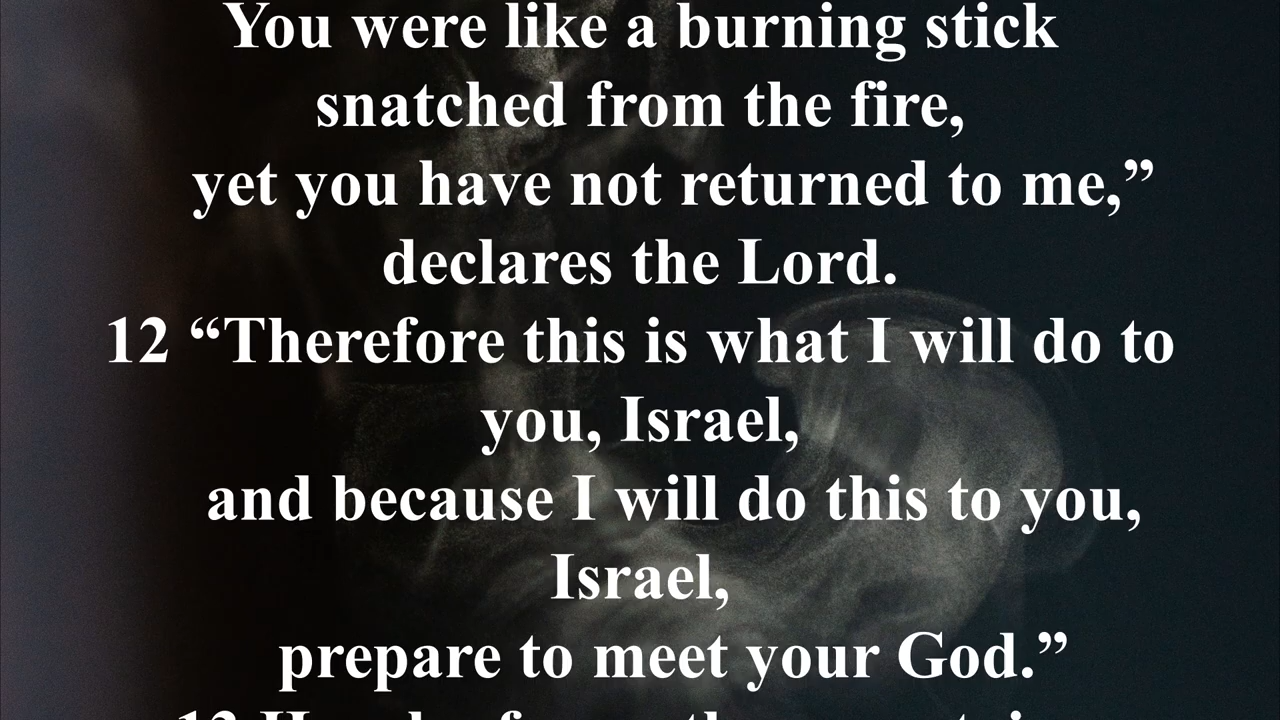 You were like a burning stick
snatched from the fire,
yet you have not returned to me,”
declares the Lord.
12 “Therefore this is what I will do to
you, Israel,
and because I will do this to you,
Israel,
prepare to meet your God.”